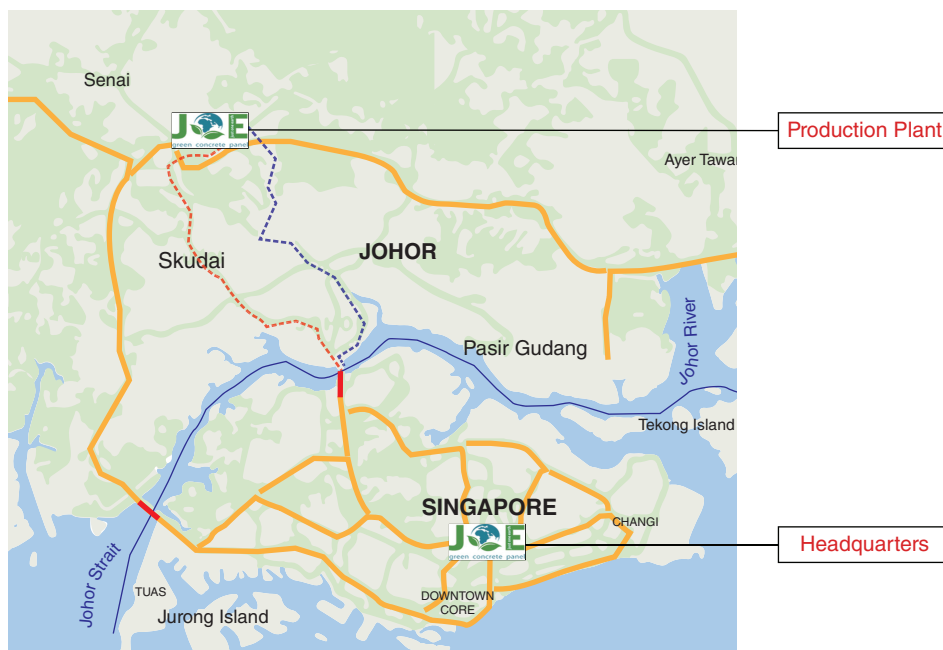 Senai
JOE
green concrete panel
Production Plant
Ayer Tawar
Skudai
JOHOR
JOHO
Pasir Gudang
Johor River
Tekong Island
SINGAPORE
JOE
green concrete panel
CHANGI
Headquarters
Johor Strait
TUAS
Jurong Island
DOWNTOWN
CORE